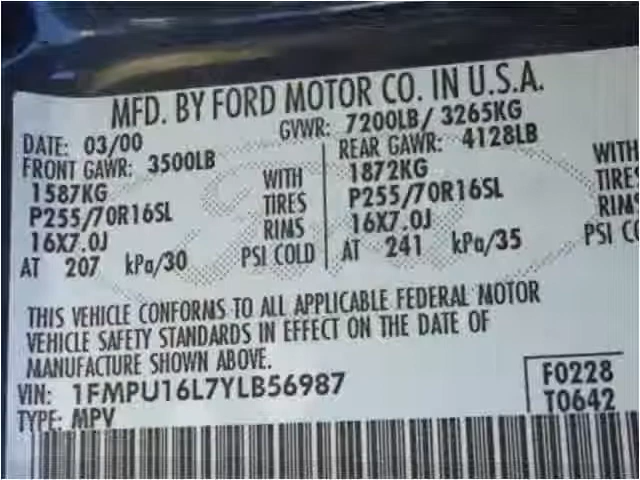 MFD. BY FORD MOTOR CO. IN U.S.A.
DATE: 03/00 GVWR: 7200LB/ 3265KG
FRONT GAWR: 3500LB REAR GAWR: 4128LB
1587KG WITH 1872KG WITH
P255/70R16SL TIRES P255/70R16SL TIRES
16X7.0J RIMS 16X7.0J RIMS
AT 207 kPa/30 PSI COLD AT 241 kPa/35 PSI CO
THIS VEHICLE CONFORMS TO ALL APPLICABLE FEDERAL MOTOR
VEHICLE SAFETY STANDARDS IN EFFECT ON THE DATE OF
MANUFACTURE SHOWN ABOVE.
VIN: 1FMPU16L7YLB56987 F0228
TYPE: MPV T0642